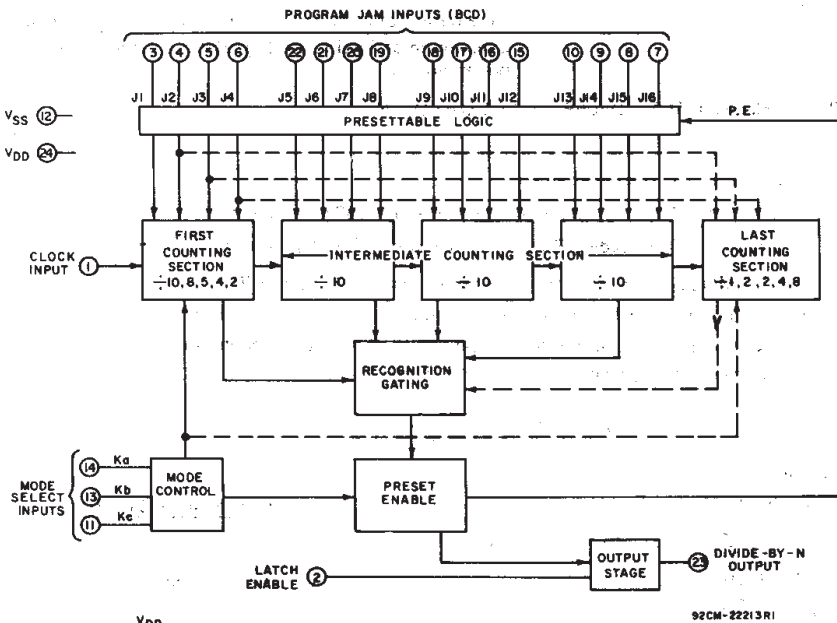 PROGRAM JAM INPUTS (BCD)
3 4 5 6 22 21 20 19 18 17 16 15 10 9 8 7
J1 J2 J3 J4 J5 J6 J7 J8 J9 J10 J11 J12 J13 J14 J15 J16
VSS 12
PRESETTABLE LOGIC
P.E.
VDD 24
CLOCK INPUT 1
FIRST
COUNTING
SECTION
÷10,8,5,4,2
INTERMEDIATE COUNTING SECTION
÷10
÷10
÷10
LAST
COUNTING
SECTION
÷1,2,2,4,8
RECOGNITION
GATING
MODE
SELECT
INPUTS
14 Ka
13 Kb
11 Kc
MODE
CONTROL
PRESET
ENABLE
LATCH
ENABLE 2
OUTPUT
STAGE
23 DIVIDE-BY-N
OUTPUT
VDD
92CM-22213R1